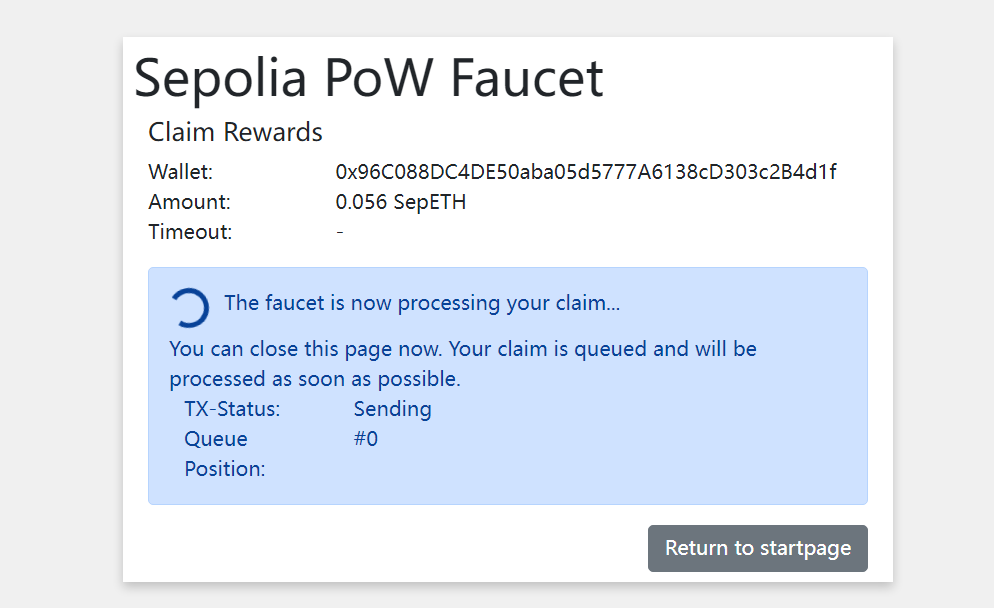 Sepolia PoW Faucet
Claim Rewards
Wallet: 0x96C088DC4DE50aba05d5777A6138cD303c2B4d1f
Amount: 0.056 SepETH
Timeout: -
The faucet is now processing your claim...
You can close this page now. Your claim is queued and will be
processed as soon as possible.
TX-Status: Sending
Queue #0
Position:
Return to startpage